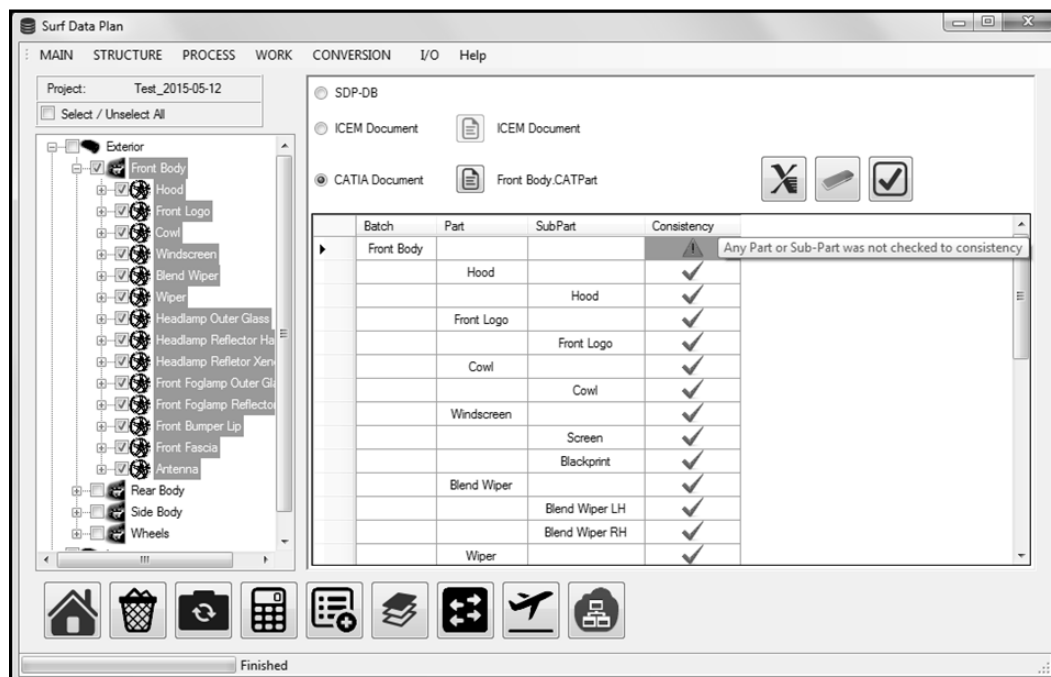 Surf Data Plan
MAIN STRUCTURE PROCESS WORK CONVERSION I/O Help
Project: Test_2015-05-12
Select / Unselect All
Exterior
Front Body
Hood
Front Logo
Cowl
Windscreen
Blend Wiper
Wiper
Headlamp Outer Glass
Headlamp Reflector Ha
Headlamp Refletor Xen
Front Foglamp Outer Gla
Front Foglamp Reflector
Front Bumper Lip
Front Fascia
Antenna
Rear Body
Side Body
Wheels
SDP-DB
ICEM Document ICEM Document
CATIA Document Front Body.CATPart
Batch Part SubPart Consistency
Front Body
Any Part or Sub-Part was not checked to consistency
Hood
Hood
Front Logo
Front Logo
Cowl
Cowl
Windscreen
Screen
Blackprint
Blend Wiper
Blend Wiper LH
Blend Wiper RH
Wiper
Finished